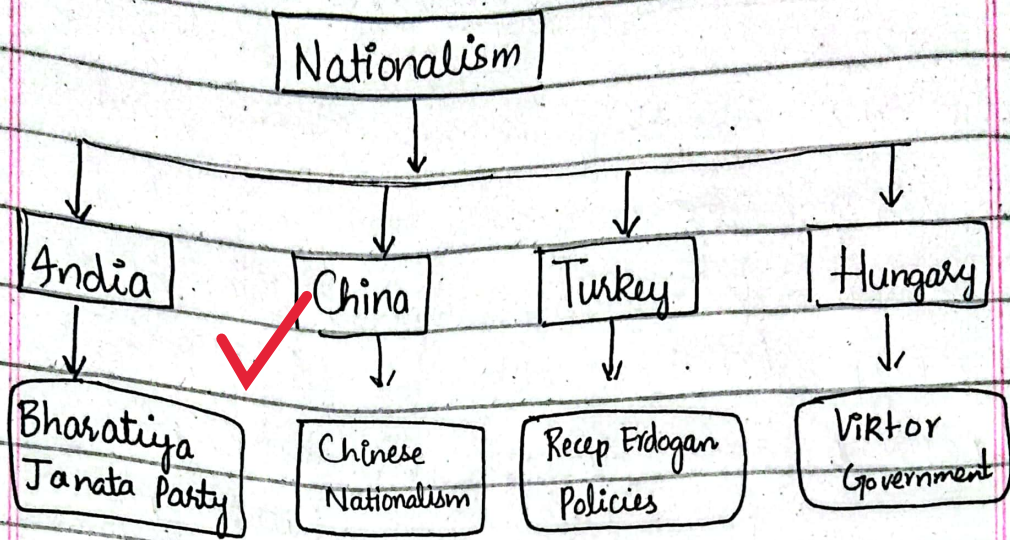 Nationalism
India
China
Turkey
Hungary
Bharatiya
Janata Party
Chinese
Nationalism
Recep Erdogan
Policies
Viktor
Government